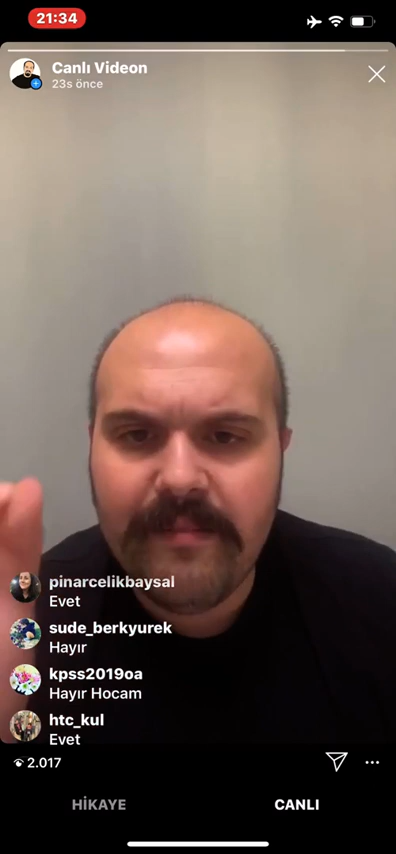 21:34
Canlı Videon
23s önce
pinarcelikbaysal
Evet
sude_berkyurek
Hayır
kpss2019oa
Hayır Hocam
htc_kul
Evet
2.017
HİKAYE
CANLI